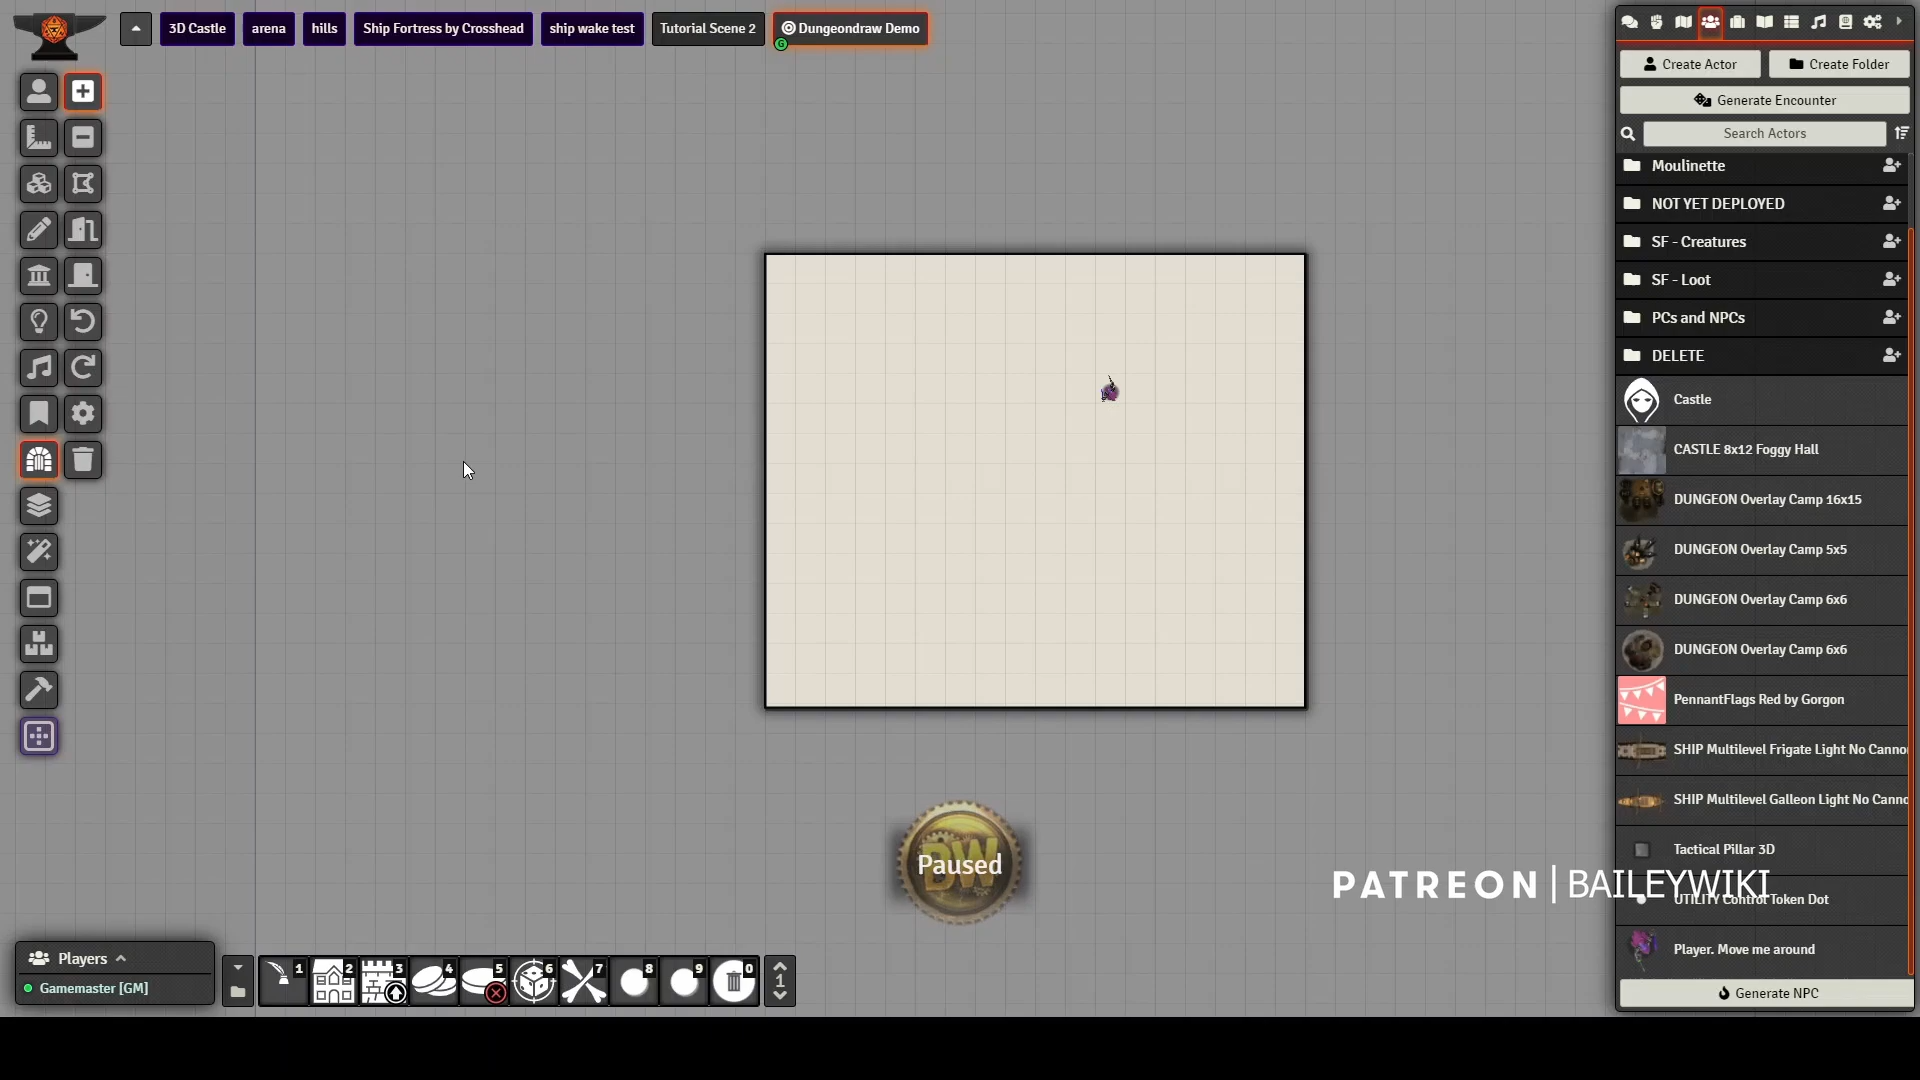 3D Castle
arena
hills
Ship Fortress by Crosshead
ship wake test
Tutorial Scene 2
Dungeondraw Demo
G
Create Actor
Create Folder
Generate Encounter
Search Actors
Moulinette
NOT YET DEPLOYED
SF - Creatures
SF - Loot
PCs and NPCs
DELETE
Castle
CASTLE 8x12 Foggy Hall
DUNGEON Overlay Camp 16x15
DUNGEON Overlay Camp 5x5
DUNGEON Overlay Camp 6x6
DUNGEON Overlay Camp 6x6
PennantFlags Red by Gorgon
SHIP Multilevel Frigate Light No Canno
SHIP Multilevel Galleon Light No Canno
Tactical Pillar 3D
UTILITY Control Token Dot
Player. Move me around
Generate NPC
BW
Paused
PATREON | BAILEYWIKI
Players
Gamemaster [GM]
1 2 3 4 5 6 7 8 9 0
1